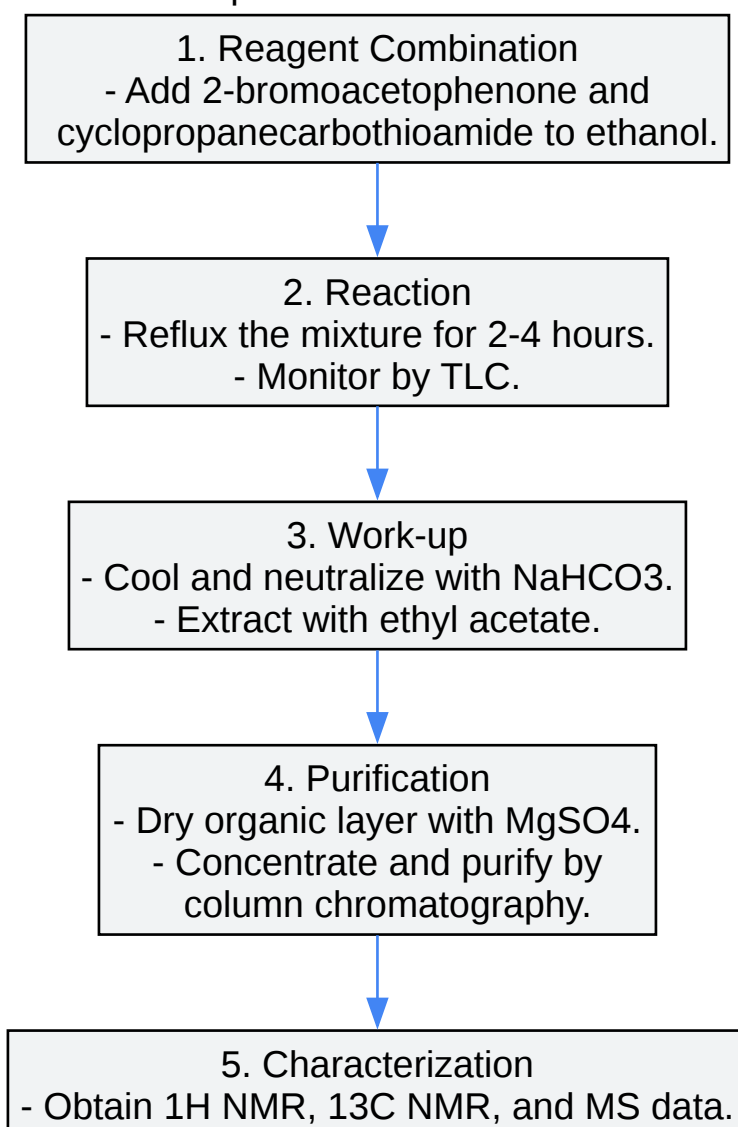 1. Reagent Combination
- Add 2-bromoacetophenone and
cyclopropanecarbothioamide to ethanol.
2. Reaction
- Reflux the mixture for 2-4 hours.
- Monitor by TLC.
3. Work-up
- Cool and neutralize with NaHCO3.
- Extract with ethyl acetate.
4. Purification
- Dry organic layer with MgSO4.
- Concentrate and purify by
column chromatography.
5. Characterization
- Obtain 1H NMR, 13C NMR, and MS data.